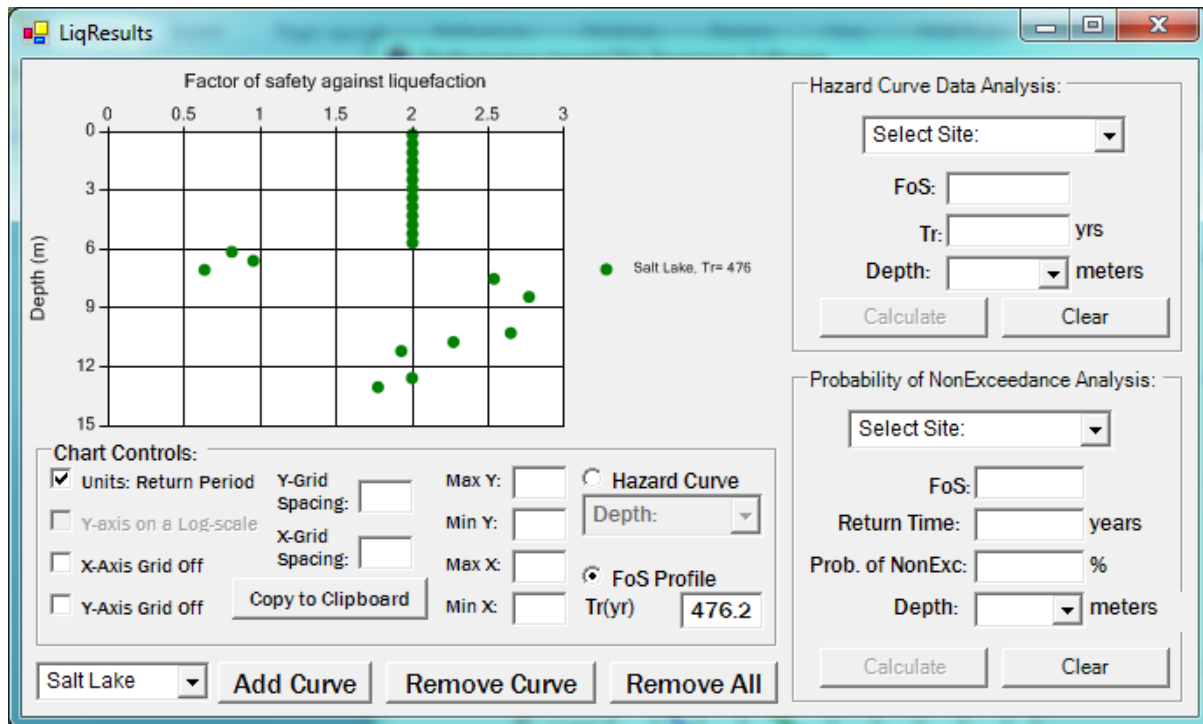 LiqResults
Factor of safety against liquefaction
0 0.5 1 1.5 2 2.5 3
0
3
6
9
12
15
Depth (m)
Salt Lake, Tr= 476
Chart Controls:
Units: Return Period
Y-axis on a Log-scale
X-Axis Grid Off
Y-Axis Grid Off
Y-Grid
Spacing:
X-Grid
Spacing:
Copy to Clipboard
Max Y:
Min Y:
Max X:
Min X:
Hazard Curve
Depth:
FoS Profile
Tr(yr) 476.2
Salt Lake Add Curve Remove Curve Remove All
Hazard Curve Data Analysis:
Select Site:
FoS:
Tr: yrs
Depth: meters
Calculate Clear
Probability of NonExceedance Analysis:
Select Site:
FoS:
Return Time: years
Prob. of NonExc: %
Depth: meters
Calculate Clear